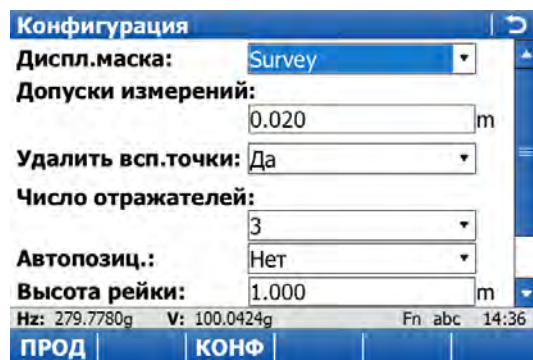 Конфигурация
Диспл.маска: Survey
Допуски измерений:
0.020 m
Удалить всп.точки: Да
Число отражателей:
3
Автопозиц.: Нет
Высота рейки: 1.000 m
Hz: 279.7780g V: 100.0424g Fn abc 14:36
ПРОД КОНФ